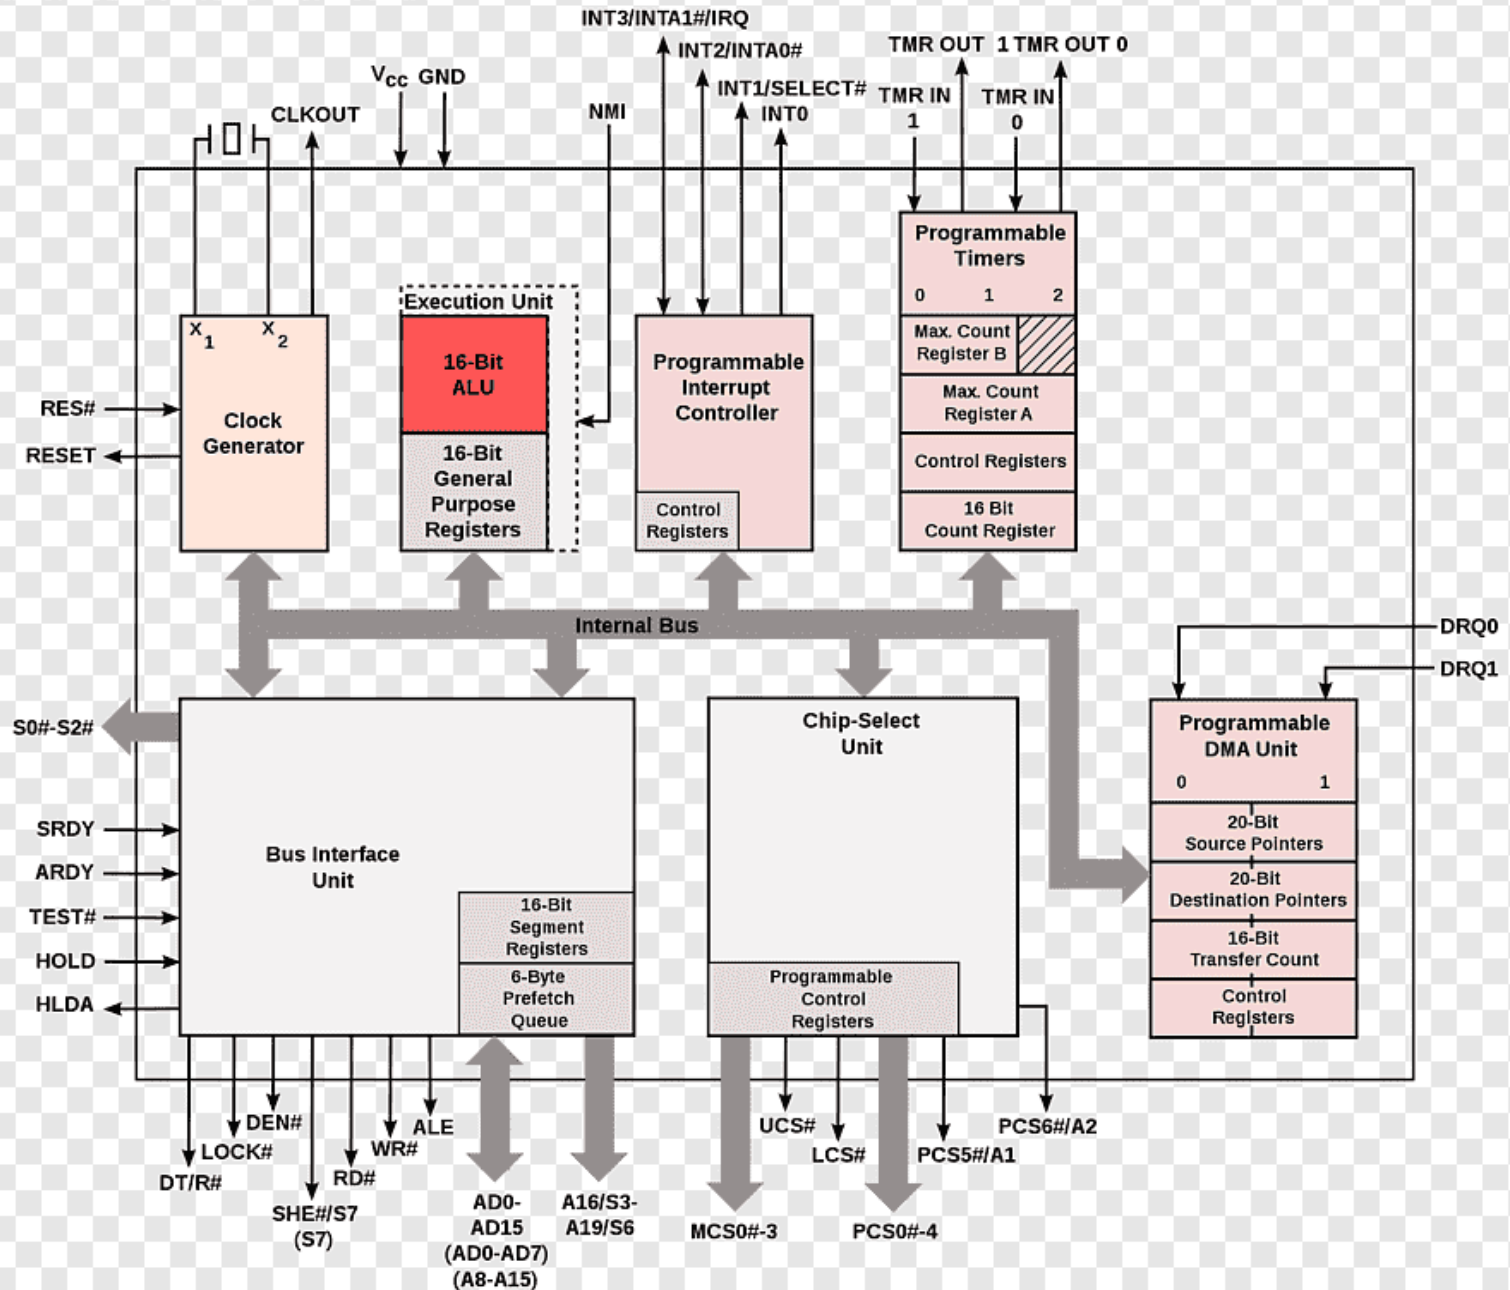 INT3/INTA1#/IRQ
INT2/INTA0#
TMR OUT 1 TMR OUT 0
VCC GND
INT1/SELECT#
TMR IN
1
TMR IN
0
CLKOUT
NMI
INT0
Programmable
Timers
0 1 2
Execution Unit
X1 X2
16-Bit
ALU
Programmable
Interrupt
Controller
Max. Count
Register B
Max. Count
Register A
RES#
Clock
Generator
RESET
16-Bit
General
Purpose
Registers
Control
Registers
Control Registers
16 Bit
Count Register
Internal Bus
DRQ0
DRQ1
S0#-S2#
Chip-Select
Unit
Programmable
DMA Unit
0 1
SRDY
ARDY
TEST#
HOLD
HLDA
Bus Interface
Unit
16-Bit
Segment
Registers
6-Byte
Prefetch
Queue
Programmable
Control
Registers
20-Bit
Source Pointers
20-Bit
Destination Pointers
16-Bit
Transfer Count
Control
Registers
DT/R#
LOCK#
DEN#
SHE#/S7
(S7)
RD#
WR#
ALE
AD0-
AD15
(AD0-AD7)
(A8-A15)
A16/S3-
A19/S6
MCS0#-3
UCS#
LCS#
PCS0#-4
PCS5#/A1
PCS6#/A2